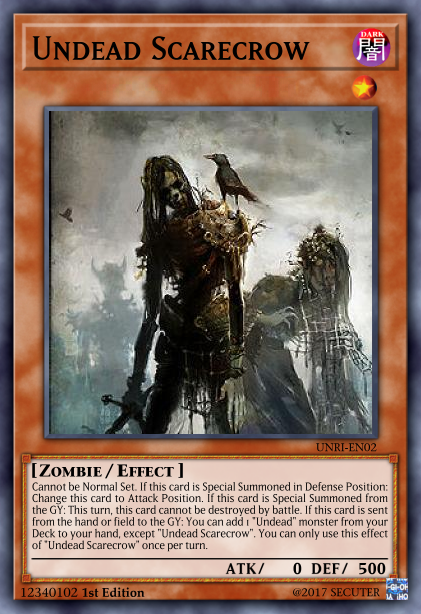 UNDEAD SCARECROW
DARK
闇
UNRI-EN02
[ZOMBIE / EFFECT ]
Cannot be Normal Set. If this card is Special Summoned in Defense Position:
Change this card to Attack Position. If this card is Special Summoned from
the GY: This turn, this card cannot be destroyed by battle. If this card is sent
from the hand or field to the GY: You can add 1 "Undead" monster from your
Deck to your hand, except "Undead Scarecrow". You can only use this effect
of "Undead Scarecrow" once per turn.
ATK/ 0 DEF/ 500
12340102 1st Edition
©2017 SECUTER